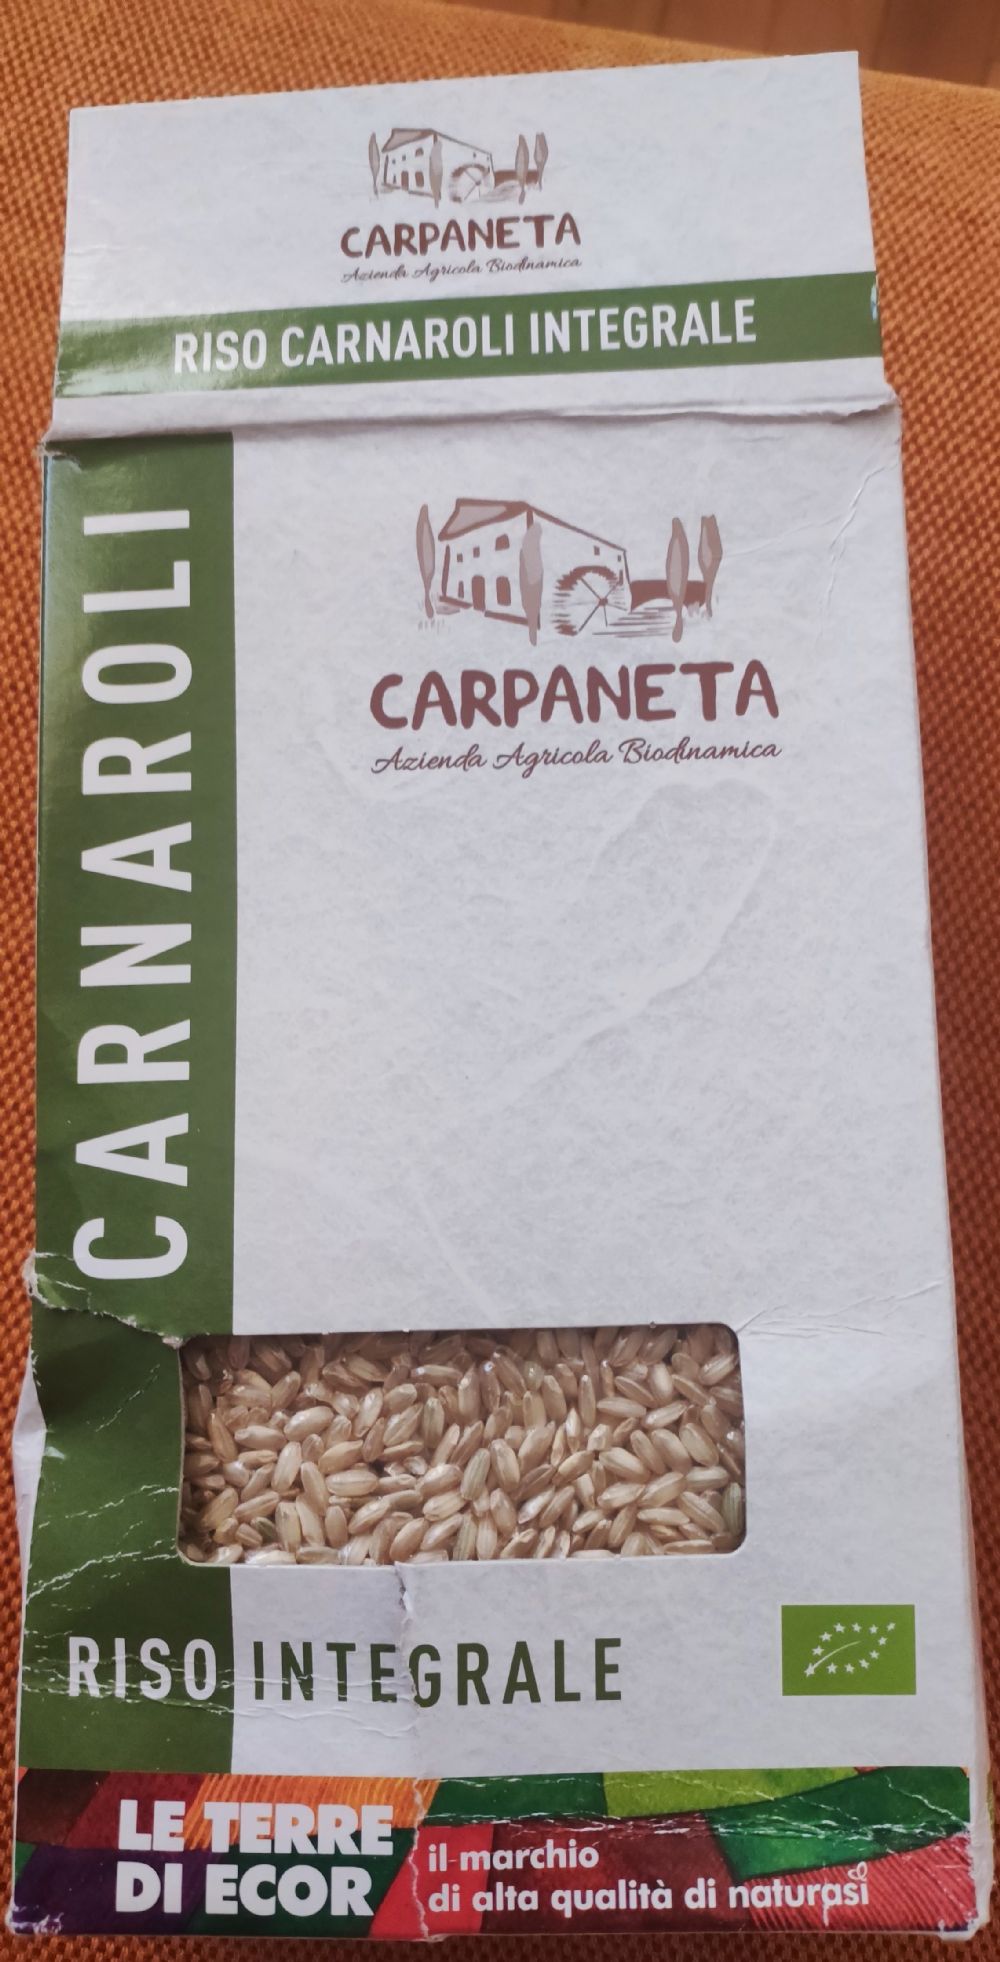 CARPANETA
Azienda Agricola Biodinamica
RISO CARNAROLI INTEGRALE
CARNAROLI
CARPANETA
Azienda Agricola Biodinamica
RISO INTEGRALE
LE TERRE
DI ECOR
il marchio
di alta qualità di naturasì